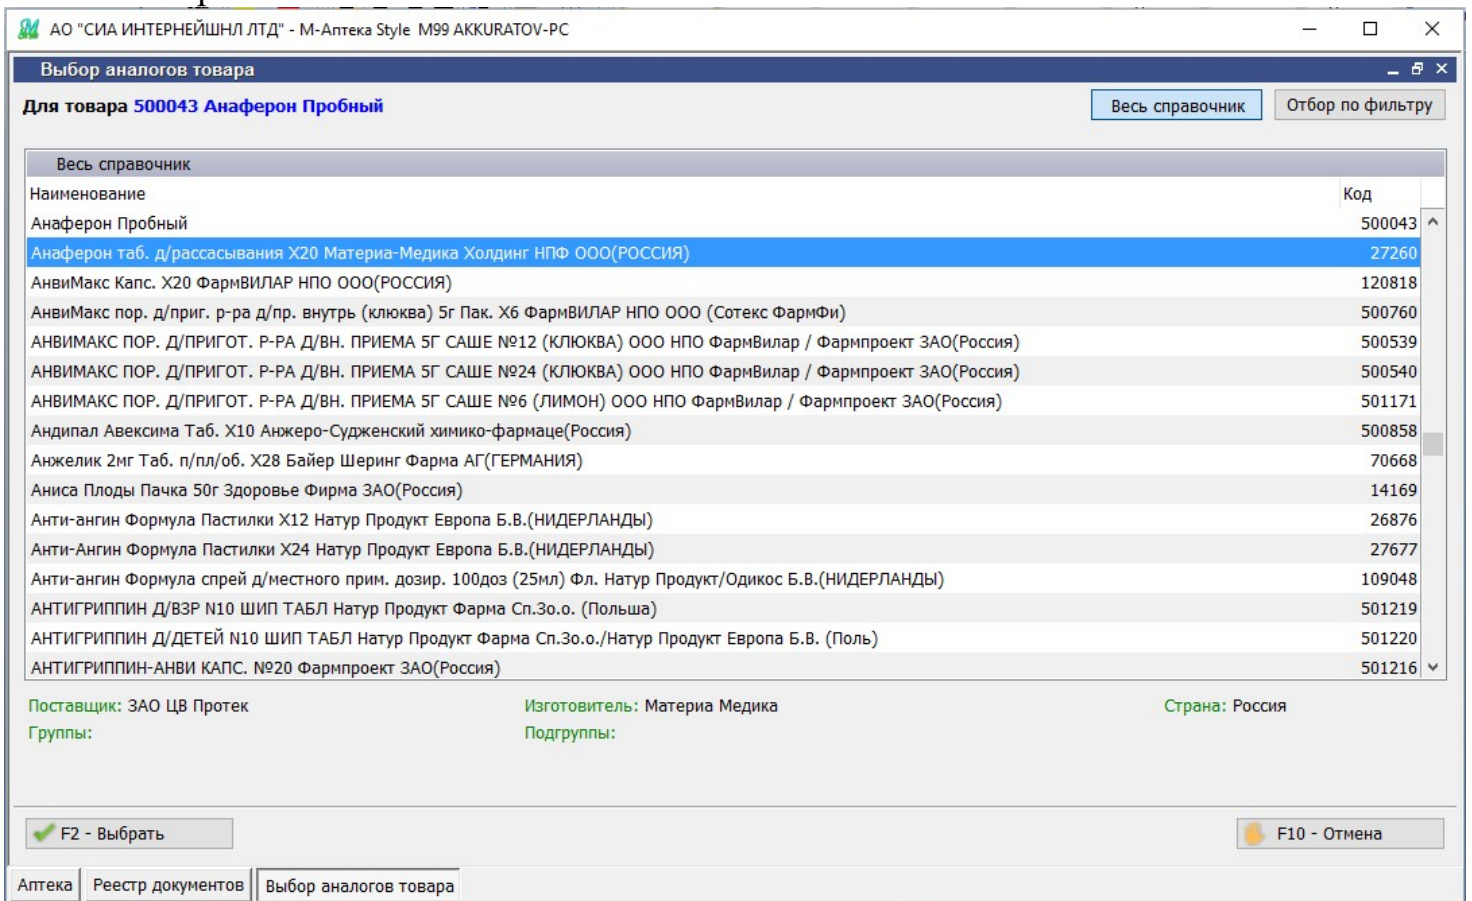 АО "СИА ИНТЕРНЕЙШНЛ ЛТД" - М-Аптека Style M99 AKKURATOV-PC
Выбор аналогов товара
Для товара 500043 Анаферон Пробный
Весь справочник
Отбор по фильтру
Весь справочник
Наименование Код
Анаферон Пробный 500043
Анаферон таб. д/рассасывания Х20 Материа-Медика Холдинг НПФ ООО(РОССИЯ) 27260
АнвиМакс Капс. Х20 ФармВИЛАР НПО ООО(РОССИЯ) 120818
АнвиМакс пор. д/приг. р-ра д/пр. внутрь (клюква) 5г Пак. Х6 ФармВИЛАР НПО ООО (Сотекс ФармФи) 500760
АНВИМАКС ПОР. Д/ПРИГОТ. Р-РА Д/ВН. ПРИЕМА 5Г САШЕ №12 (КЛЮКВА) ООО НПО ФармВилар / Фармпроект ЗАО(Россия) 500539
АНВИМАКС ПОР. Д/ПРИГОТ. Р-РА Д/ВН. ПРИЕМА 5Г САШЕ №24 (КЛЮКВА) ООО НПО ФармВилар / Фармпроект ЗАО(Россия) 500540
АНВИМАКС ПОР. Д/ПРИГОТ. Р-РА Д/ВН. ПРИЕМА 5Г САШЕ №6 (ЛИМОН) ООО НПО ФармВилар / Фармпроект ЗАО(Россия) 501171
Андипал Авексима Таб. Х10 Анжеро-Судженский химико-фармаце(Россия) 500858
Анжелик 2мг Таб. п/пл/об. Х28 Байер Шеринг Фарма АГ(ГЕРМАНИЯ) 70668
Аниса Плоды Пачка 50г Здоровье Фирма ЗАО(Россия) 14169
Анти-ангин Формула Пастилки Х12 Натур Продукт Европа Б.В.(НИДЕРЛАНДЫ) 26876
Анти-Ангин Формула Пастилки Х24 Натур Продукт Европа Б.В.(НИДЕРЛАНДЫ) 27677
Анти-ангин Формула спрей д/местного прим. дозир. 100доз (25мл) Фл. Натур Продукт/Одикос Б.В.(НИДЕРЛАНДЫ) 109048
АНТИГРИППИН Д/ВЗР N10 ШИП ТАБЛ Натур Продукт Фарма Сп.Зо.о. (Польша) 501219
АНТИГРИППИН Д/ДЕТЕЙ N10 ШИП ТАБЛ Натур Продукт Фарма Сп.Зо.о./Натур Продукт Европа Б.В. (Поль) 501220
АНТИГРИППИН-АНВИ КАПС. №20 Фармпроект ЗАО(Россия) 501216
Поставщик: ЗАО ЦВ Протек Изготовитель: Материа Медика Страна: Россия
Группы: Подгруппы:
F2 - Выбрать F10 - Отмена
Аптека Реестр документов Выбор аналогов товара